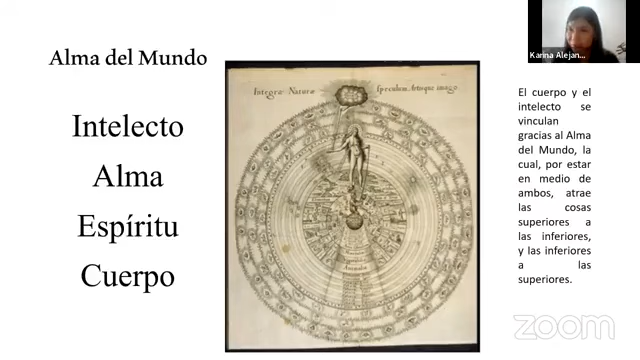 Alma del Mundo
Intelecto
Alma
Espíritu
Cuerpo
Integræ Naturæ Speculum Artisque imago
Karina Alejan...
El cuerpo y el
intelecto se
vinculan
gracias al Alma
del Mundo, la
cual, por estar
en medio de
ambos, atrae
las cosas
superiores a
las inferiores,
y las inferiores
a las
superiores.
zoom